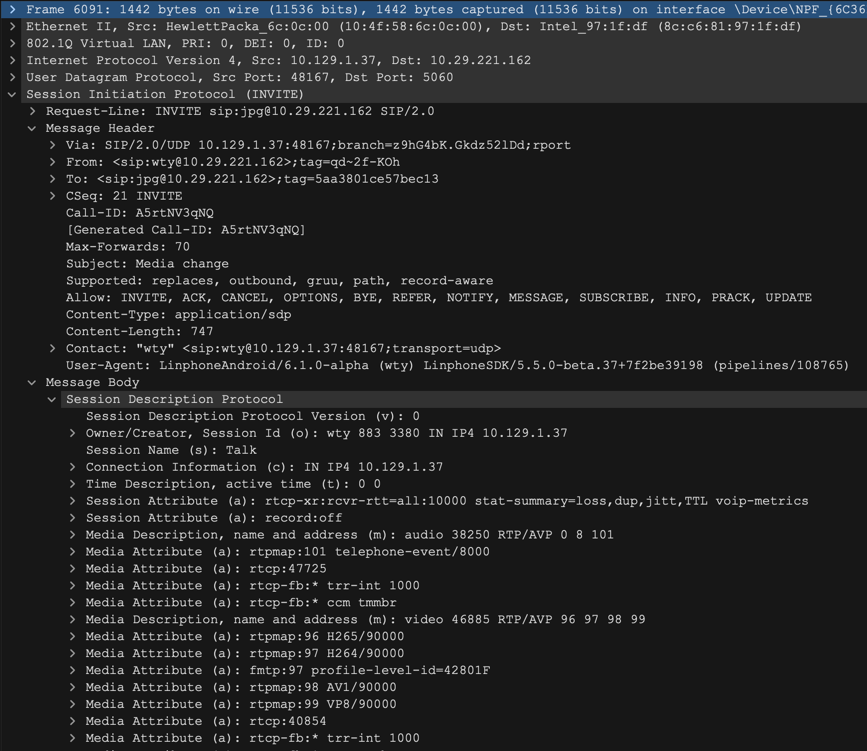 Frame 6091: 1442 bytes on wire (11536 bits), 1442 bytes captured (11536 bits) on interface \Device\NPF_{6C36
Ethernet II, Src: HewlettPacka_6c:0c:00 (10:4f:58:6c:0c:00), Dst: Intel_97:1f:df (8c:c6:81:97:1f:df)
802.1Q Virtual LAN, PRI: 0, DEI: 0, ID: 0
Internet Protocol Version 4, Src: 10.129.1.37, Dst: 10.29.221.162
User Datagram Protocol, Src Port: 48167, Dst Port: 5060
Session Initiation Protocol (INVITE)
Request-Line: INVITE sip:jpg@10.29.221.162 SIP/2.0
Message Header
Via: SIP/2.0/UDP 10.129.1.37:48167;branch=z9hG4bK.Gkdz52lDd;rport
From: <sip:wty@10.29.221.162>;tag=qd~2f-KOh
To: <sip:jpg@10.29.221.162>;tag=5aa3801ce57bec13
CSeq: 21 INVITE
Call-ID: A5rtNV3qNQ
[Generated Call-ID: A5rtNV3qNQ]
Max-Forwards: 70
Subject: Media change
Supported: replaces, outbound, gruu, path, record-aware
Allow: INVITE, ACK, CANCEL, OPTIONS, BYE, REFER, NOTIFY, MESSAGE, SUBSCRIBE, INFO, PRACK, UPDATE
Content-Type: application/sdp
Content-Length: 747
Contact: "wty" <sip:wty@10.129.1.37:48167;transport=udp>
User-Agent: LinphoneAndroid/6.1.0-alpha (wty) LinphoneSDK/5.5.0-beta.37+7f2be39198 (pipelines/108765)
Message Body
Session Description Protocol
Session Description Protocol Version (v): 0
Owner/Creator, Session Id (o): wty 883 3380 IN IP4 10.129.1.37
Session Name (s): Talk
Connection Information (c): IN IP4 10.129.1.37
Time Description, active time (t): 0 0
Session Attribute (a): rtcp-xr:rcvr-rtt=all:10000 stat-summary=loss,dup,jitt,TTL voip-metrics
Session Attribute (a): record:off
Media Description, name and address (m): audio 38250 RTP/AVP 0 8 101
Media Attribute (a): rtpmap:101 telephone-event/8000
Media Attribute (a): rtcp:47725
Media Attribute (a): rtcp-fb:* trr-int 1000
Media Attribute (a): rtcp-fb:* ccm tmmbr
Media Description, name and address (m): video 46885 RTP/AVP 96 97 98 99
Media Attribute (a): rtpmap:96 H265/90000
Media Attribute (a): rtpmap:97 H264/90000
Media Attribute (a): fmtp:97 profile-level-id=42801F
Media Attribute (a): rtpmap:98 AV1/90000
Media Attribute (a): rtpmap:99 VP8/90000
Media Attribute (a): rtcp:40854
Media Attribute (a): rtcp-fb:* trr-int 1000